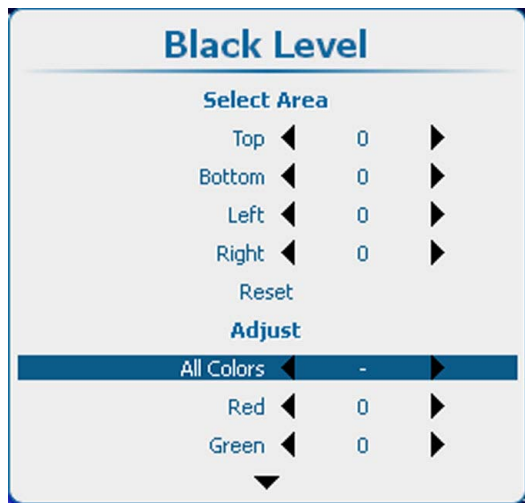 Black Level
Select Area
Top 0
Bottom 0
Left 0
Right 0
Reset
Adjust
All Colors -
Red 0
Green 0